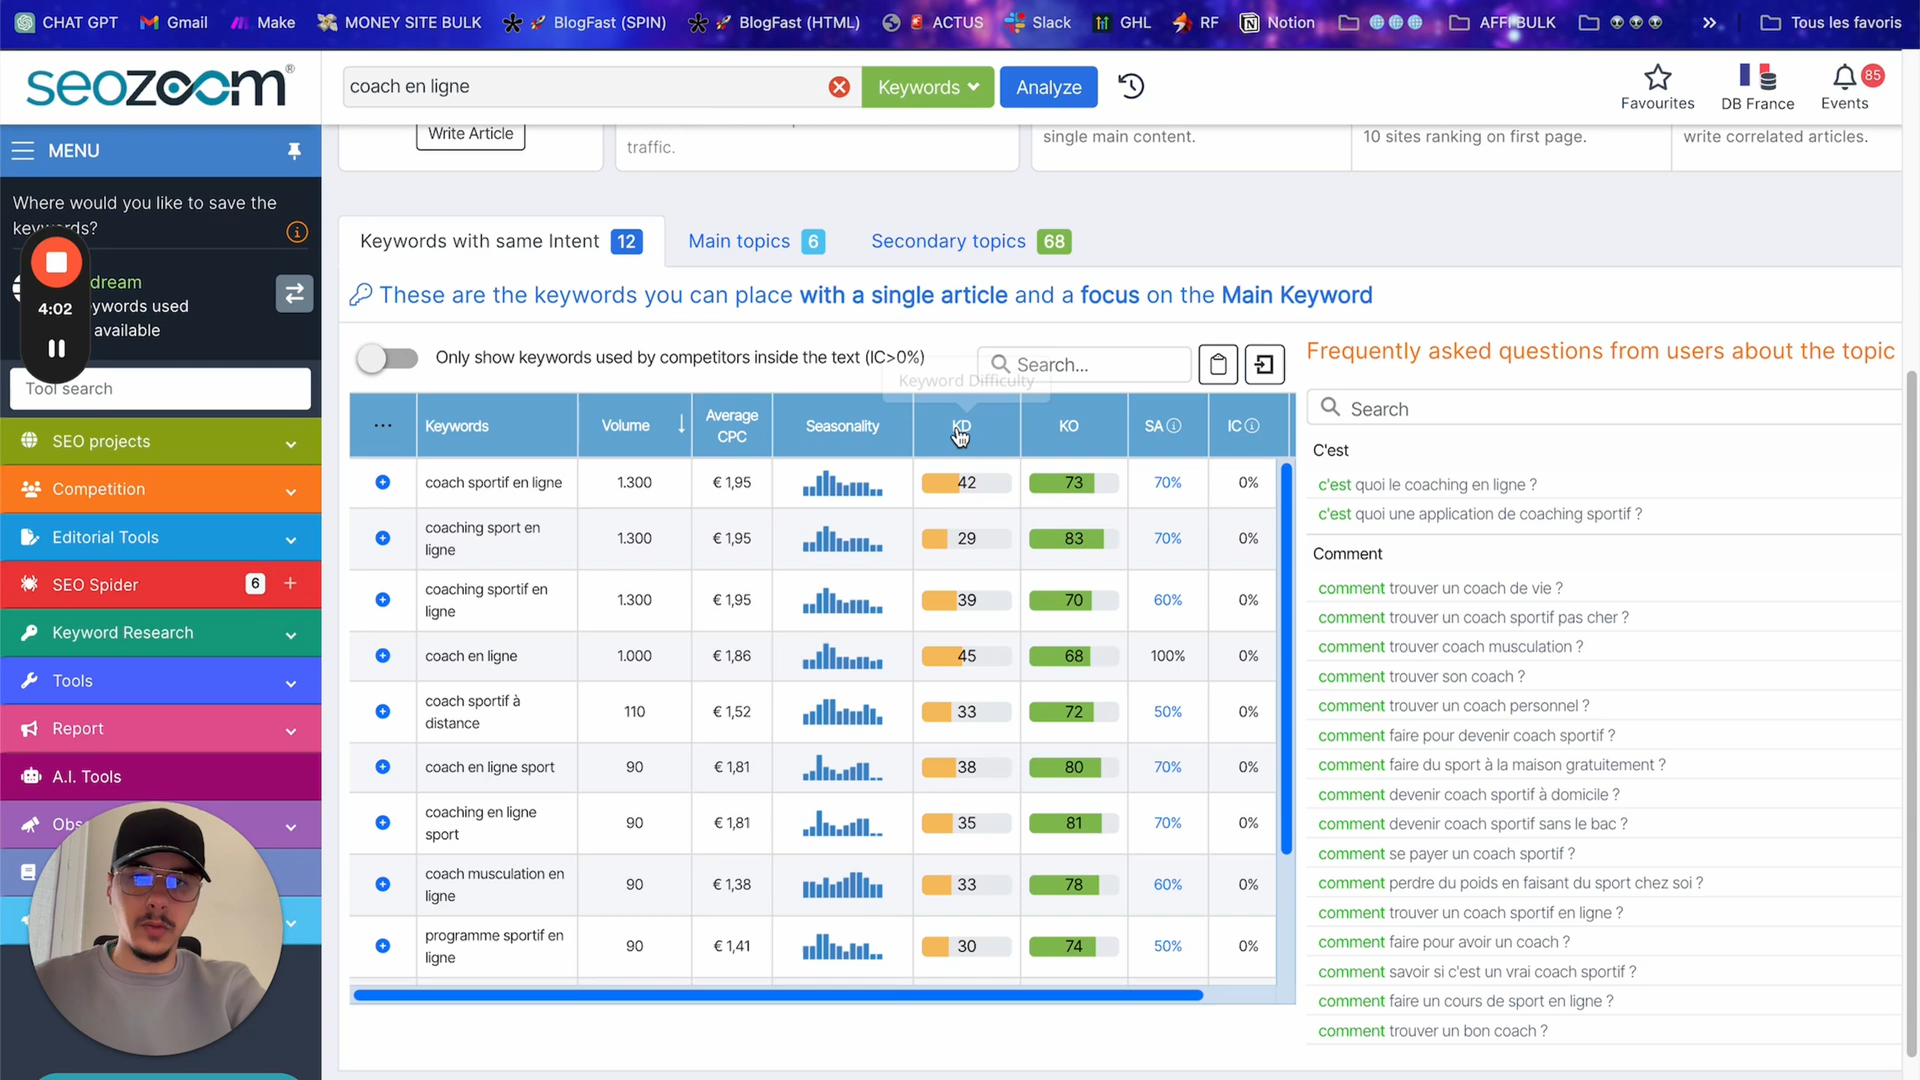 CHAT GPT Gmail Make MONEY SITE BULK BlogFast (SPIN) BlogFast (HTML) ACTUS Slack GHL RF Notion AFFI BULK » Tous les favoris
seozoom®
coach en ligne Keywords Analyze
Favourites DB France 85 Events
MENU
Where would you like to save the
keywords?
dream
ywords used
available
4:02
Tool search
SEO projects
Competition
Editorial Tools
SEO Spider 6 +
Keyword Research
Tools
Report
A.I. Tools
Obs
Write Article
traffic.
single main content.
10 sites ranking on first page.
write correlated articles.
Keywords with same Intent 12 Main topics 6 Secondary topics 68
These are the keywords you can place with a single article and a focus on the Main Keyword
Only show keywords used by competitors inside the text (IC>0%)
Search...
Keyword Difficulty
... Keywords Volume ↓ Average CPC Seasonality KD KO SA IC
coach sportif en ligne 1.300 € 1,95 42 73 70% 0%
coaching sport en ligne 1.300 € 1,95 29 83 70% 0%
coaching sportif en ligne 1.300 € 1,95 39 70 60% 0%
coach en ligne 1.000 € 1,86 45 68 100% 0%
coach sportif à distance 110 € 1,52 33 72 50% 0%
coach en ligne sport 90 € 1,81 38 80 70% 0%
coaching en ligne sport 90 € 1,81 35 81 70% 0%
coach musculation en ligne 90 € 1,38 33 78 60% 0%
programme sportif en ligne 90 € 1,41 30 74 50% 0%
Frequently asked questions from users about the topic
Search
C'est
c'est quoi le coaching en ligne ?
c'est quoi une application de coaching sportif ?
Comment
comment trouver un coach de vie ?
comment trouver un coach sportif pas cher ?
comment trouver coach musculation ?
comment trouver son coach ?
comment trouver un coach personnel ?
comment faire pour devenir coach sportif ?
comment faire du sport à la maison gratuitement ?
comment devenir coach sportif à domicile ?
comment devenir coach sportif sans le bac ?
comment se payer un coach sportif ?
comment perdre du poids en faisant du sport chez soi ?
comment trouver un coach sportif en ligne ?
comment faire pour avoir un coach ?
comment savoir si c'est un vrai coach sportif ?
comment faire un cours de sport en ligne ?
comment trouver un bon coach ?